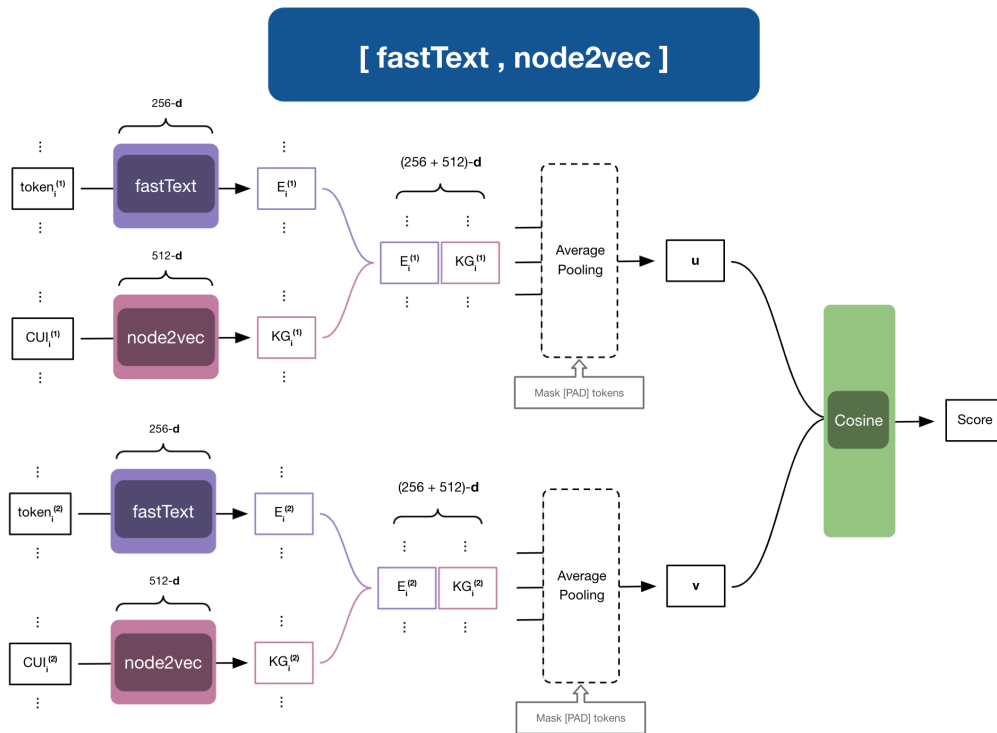 [ fastText , node2vec ]
256-d
token_i^(1)
fastText
E_i^(1)
512-d
CUI_i^(1)
node2vec
KG_i^(1)
(256 + 512)-d
E_i^(1)
KG_i^(1)
Average
Pooling
Mask [PAD] tokens
u
256-d
token_i^(2)
fastText
E_i^(2)
512-d
CUI_i^(2)
node2vec
KG_i^(2)
(256 + 512)-d
E_i^(2)
KG_i^(2)
Average
Pooling
Mask [PAD] tokens
v
Cosine
Score